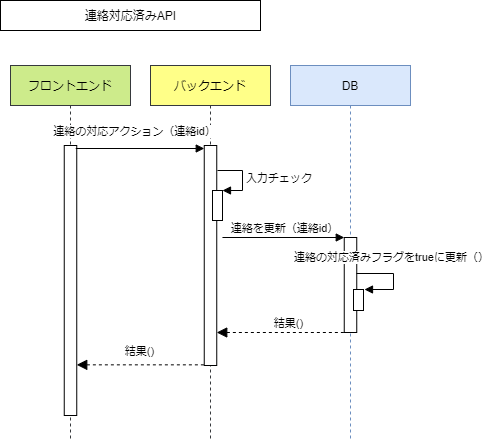 連絡対応済みAPI
フロントエンド
バックエンド
DB
連絡の対応アクション（連絡id）
入力チェック
連絡を更新（連絡id）
連絡の対応済みフラグをtrueに更新（）
結果()
結果()